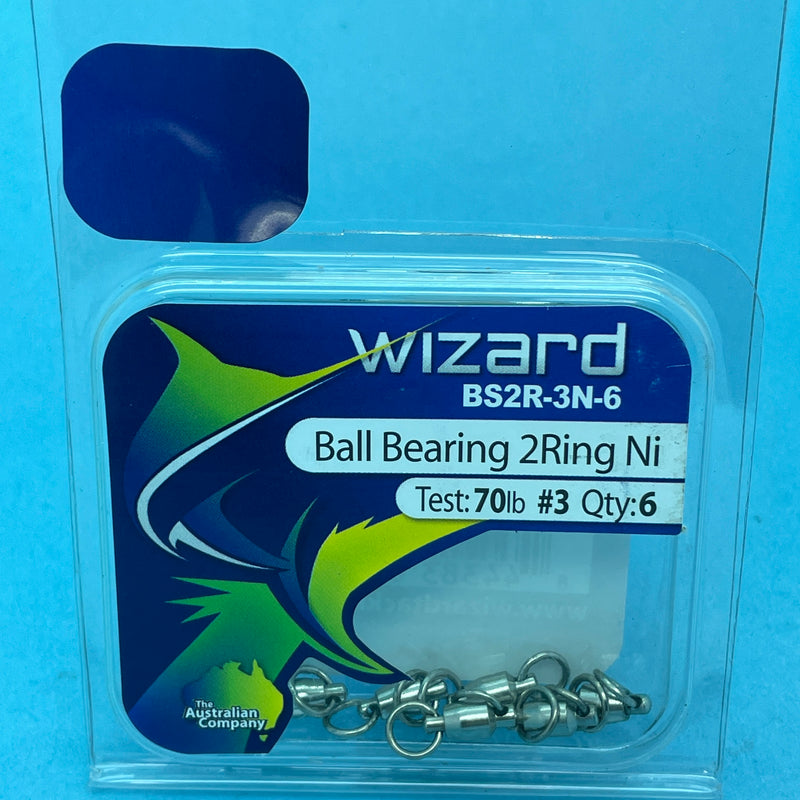 wizard
BS2R-3N-6
Ball Bearing 2Ring Ni
Test: 70lb #3 Qty:6
The
Australian
Company